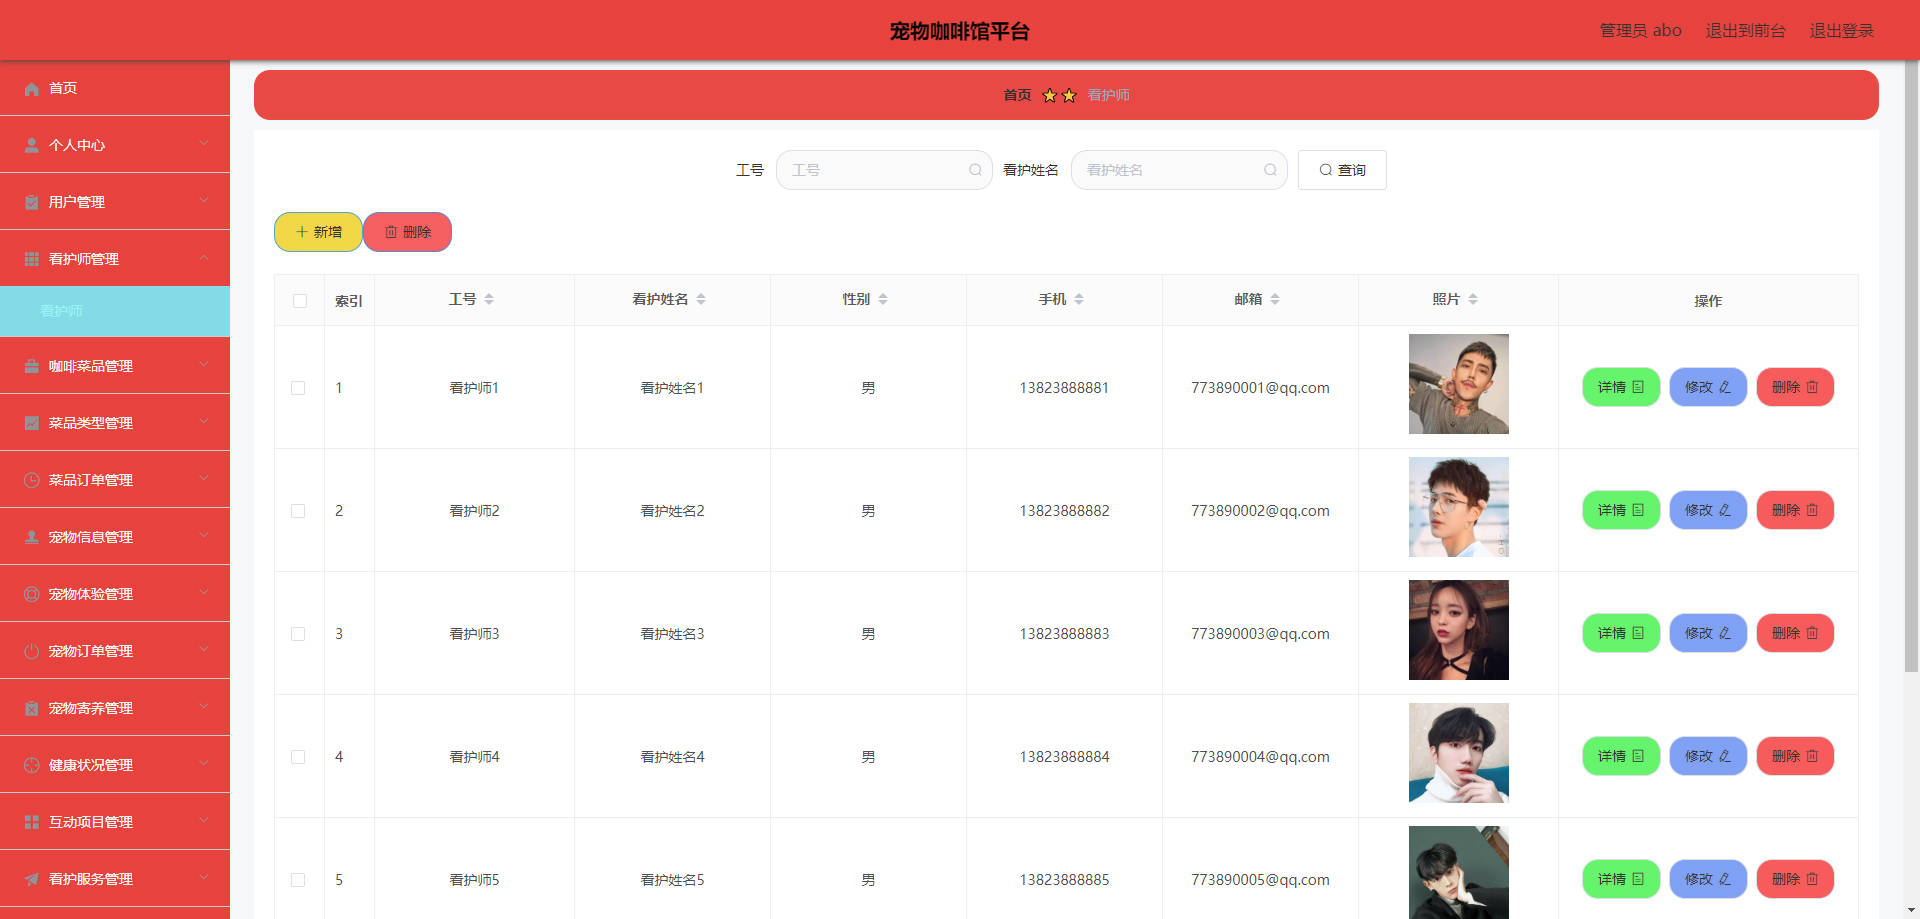 宠物咖啡馆平台
管理员 abo 退出到前台 退出登录
首页
个人中心
用户管理
看护师管理
看护师
咖啡菜品管理
菜品类型管理
菜品订单管理
宠物信息管理
宠物体验管理
宠物订单管理
宠物寄养管理
健康状况管理
互动项目管理
看护服务管理
首页 看护师
工号 工号 看护姓名 看护姓名 查询
新增 删除
索引 工号 看护姓名 性别 手机 邮箱 照片 操作
1 看护师1 看护姓名1 男 13823888881 773890001@qq.com 详情 修改 删除
2 看护师2 看护姓名2 男 13823888882 773890002@qq.com 详情 修改 删除
3 看护师3 看护姓名3 男 13823888883 773890003@qq.com 详情 修改 删除
4 看护师4 看护姓名4 男 13823888884 773890004@qq.com 详情 修改 删除
5 看护师5 看护姓名5 男 13823888885 773890005@qq.com 详情 修改 删除